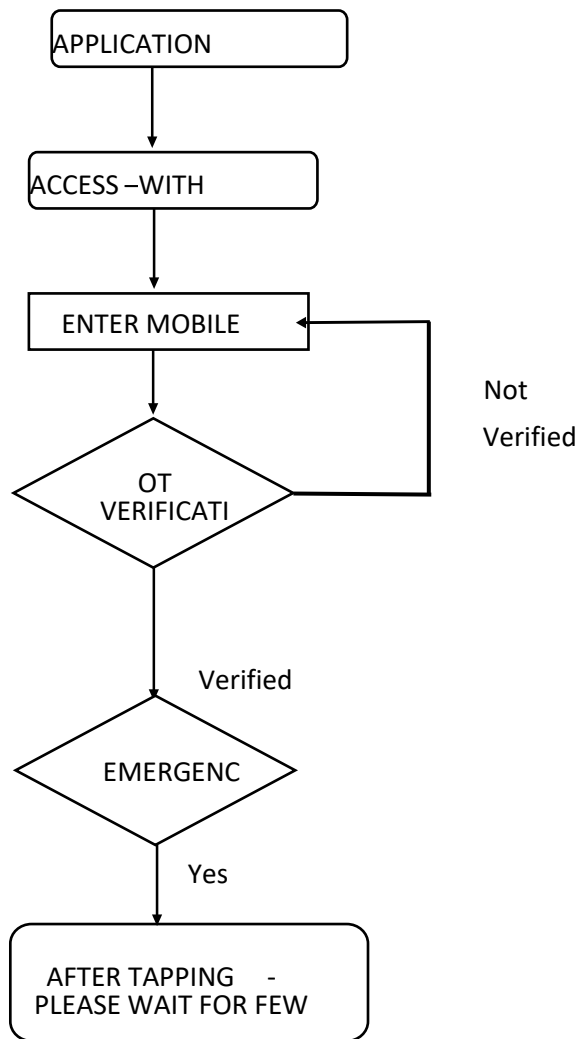 APPLICATION
ACCESS –WITH
ENTER MOBILE
Not
Verified
OT
VERIFICATI
Verified
EMERGENC
Yes
AFTER TAPPING -
PLEASE WAIT FOR FEW